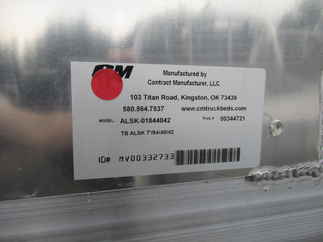 CM
Manufactured by
Contract Manufacturer, LLC
103 Titan Road, Kingston, OK 73439
580.564.7537 www.cmtruckbeds.com
MODEL: ALSK-01844042
00344721
TB ALSK 7'/84/40/42
ID# MV00332733